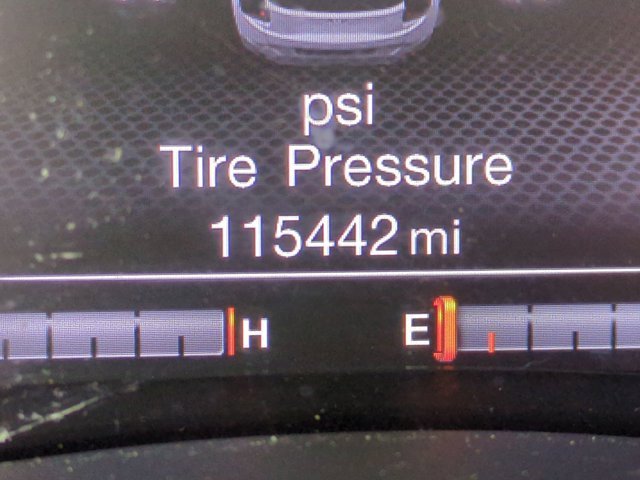 psi
Tire Pressure
115442 mi
H E